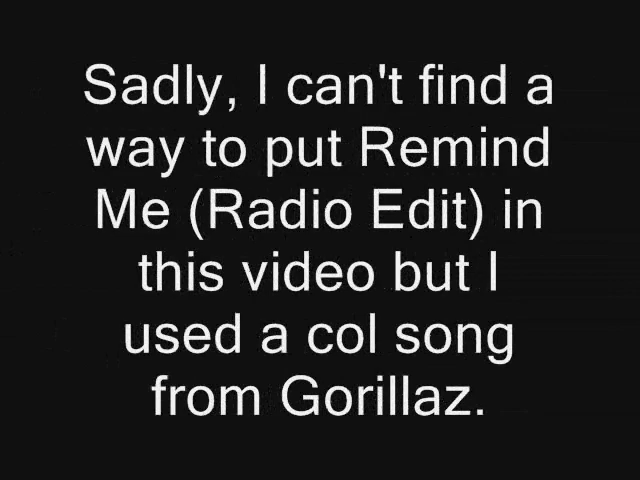 Sadly, I can't find a
way to put Remind
Me (Radio Edit) in
this video but I
used a col song
from Gorillaz.